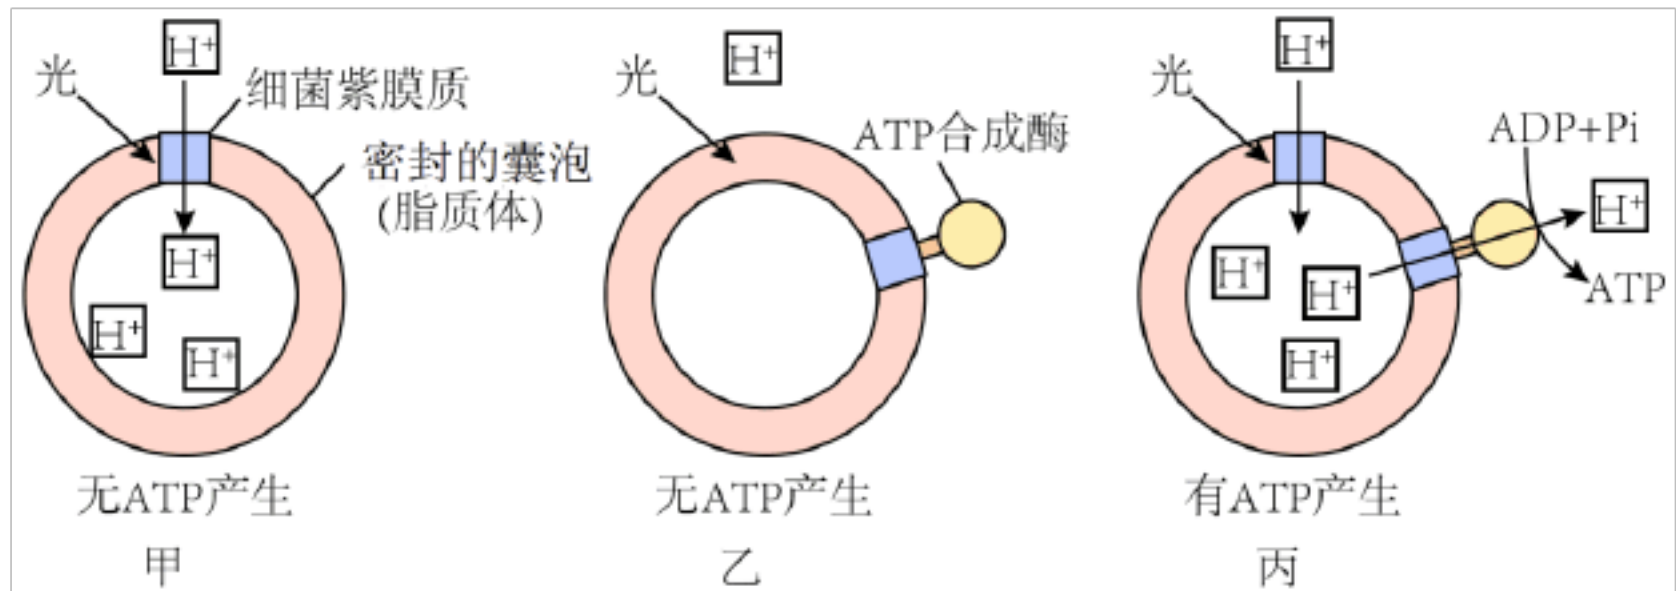 H⁺
光
细菌紫膜质
密封的囊泡
(脂质体)
H⁺
H⁺
H⁺
无ATP产生
甲
H⁺
光
ATP合成酶
无ATP产生
乙
H⁺
光
ADP+Pi
H⁺
H⁺
H⁺
ATP
H⁺
有ATP产生
丙